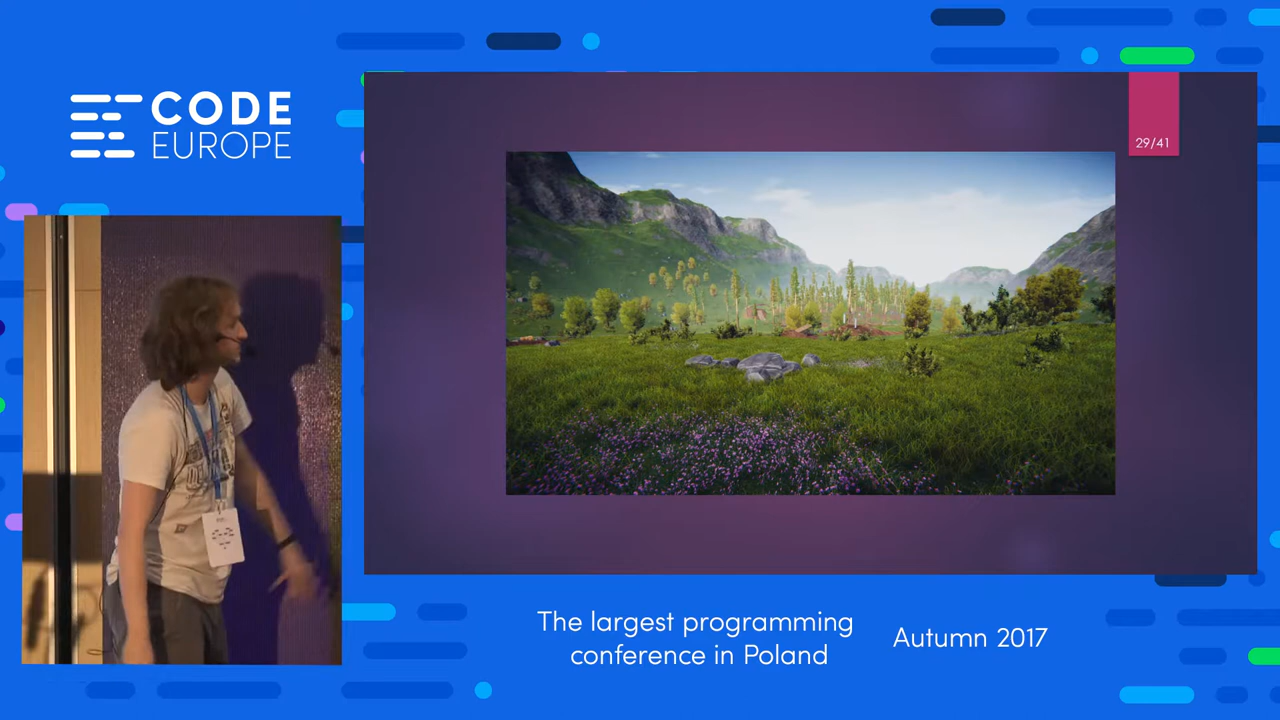 CODE
EUROPE
29/41
The largest programming
conference in Poland
Autumn 2017